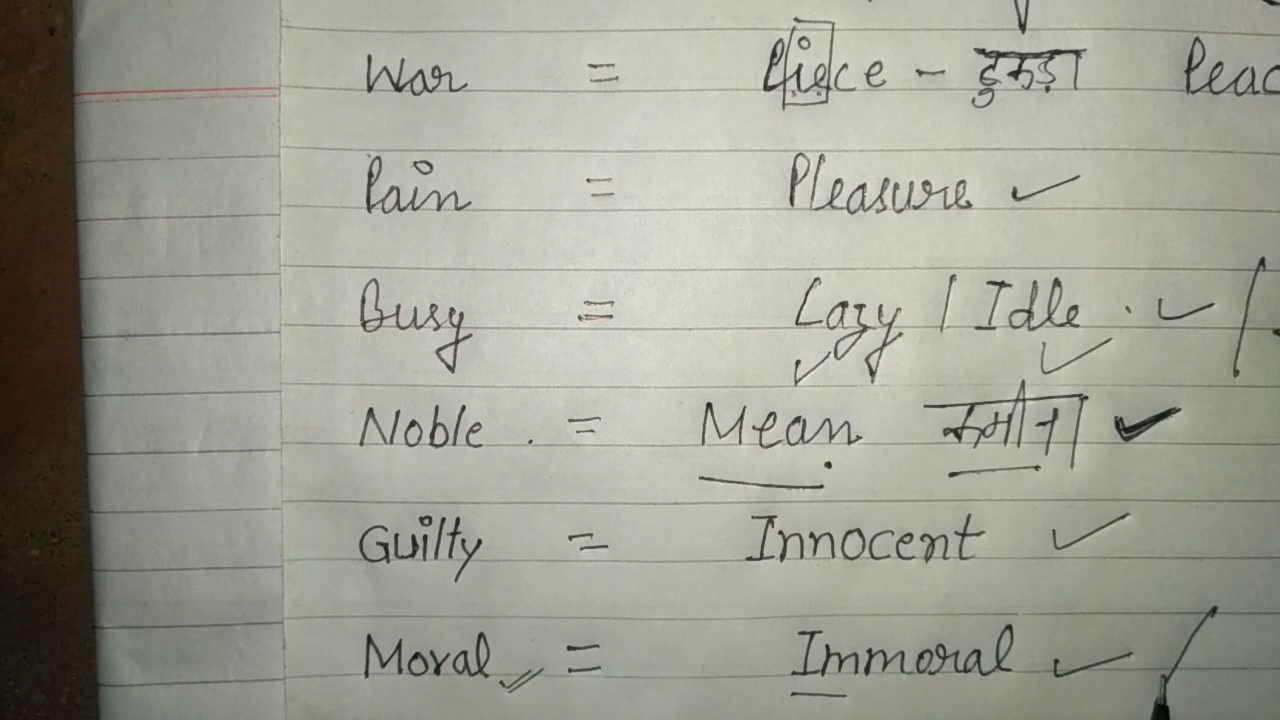 War = Piece - टुकड़ा Peac
Pain = Pleasure
Busy = Lazy / Idle .
Noble . = Mean कमीना
Guilty = Innocent
Moral = Immoral